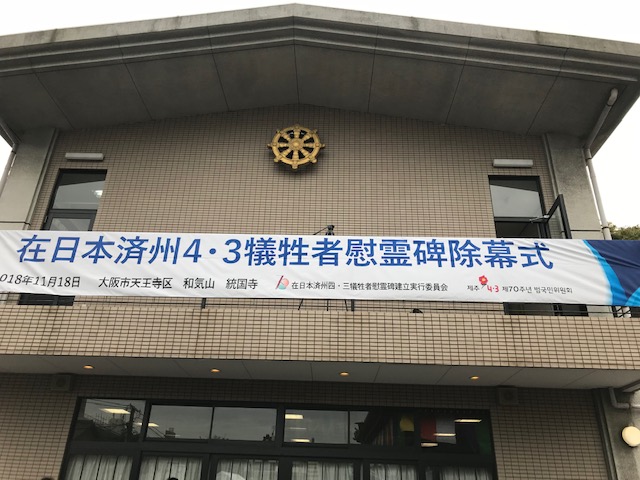 在日本済州4・3犠牲者慰霊碑除幕式
2018年11月18日 大阪市天王寺区 和気山 統国寺 在日本済州四・三犠牲者慰霊碑建立実行委員会 제주 4·3 제70주년 범국민위원회